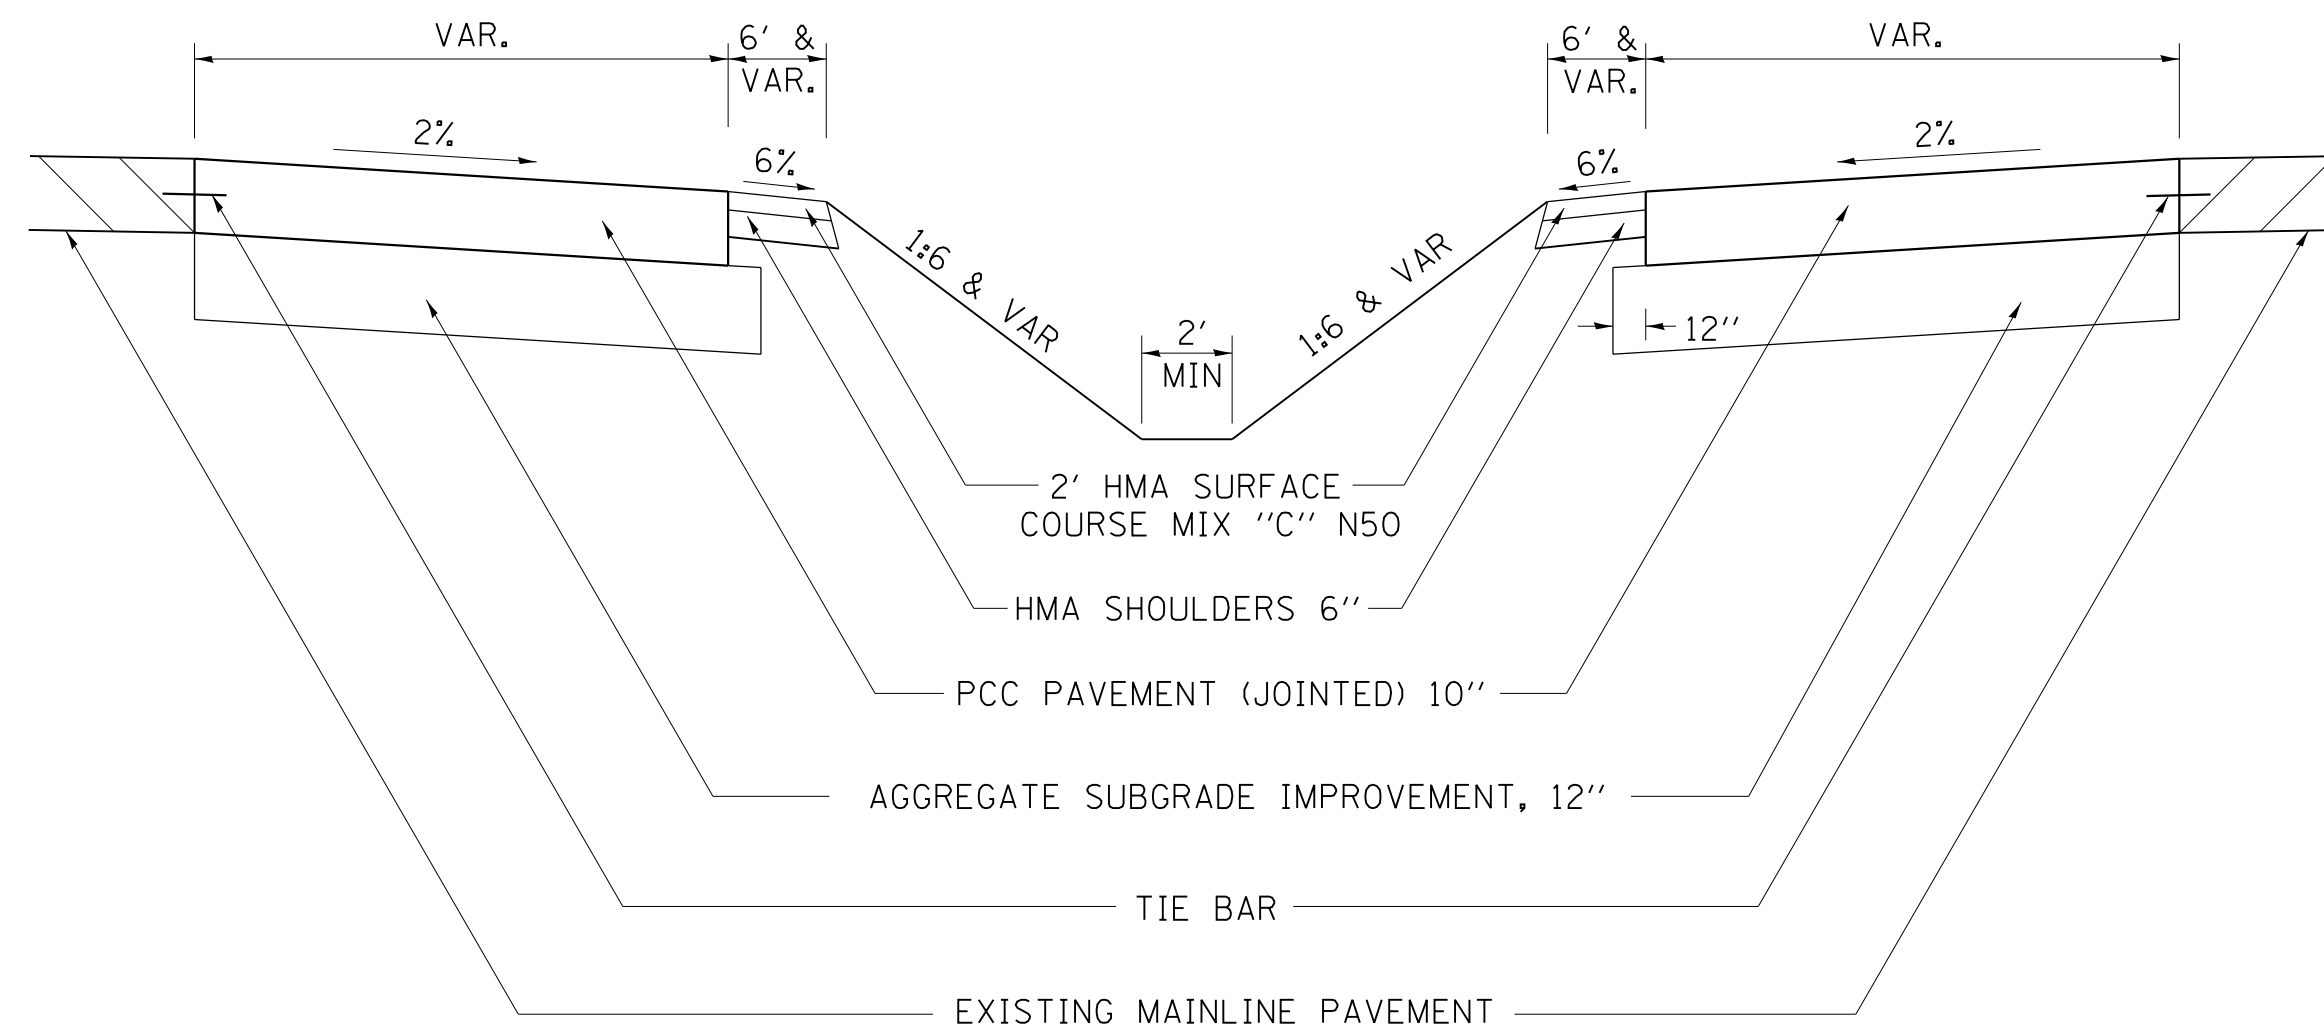 VAR.
6' &
VAR.
6' &
VAR.
VAR.
2%
6%
6%
2%
1:6 & VAR
1:6 & VAR
2'
MIN
12"
2' HMA SURFACE
COURSE MIX "C" N50
HMA SHOULDERS 6"
PCC PAVEMENT (JOINTED) 10"
AGGREGATE SUBGRADE IMPROVEMENT, 12"
TIE BAR
EXISTING MAINLINE PAVEMENT